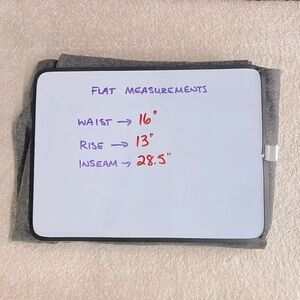 FLAT MEASUREMENTS
WAIST → 16"
RISE → 13"
INSEAM → 28.5"